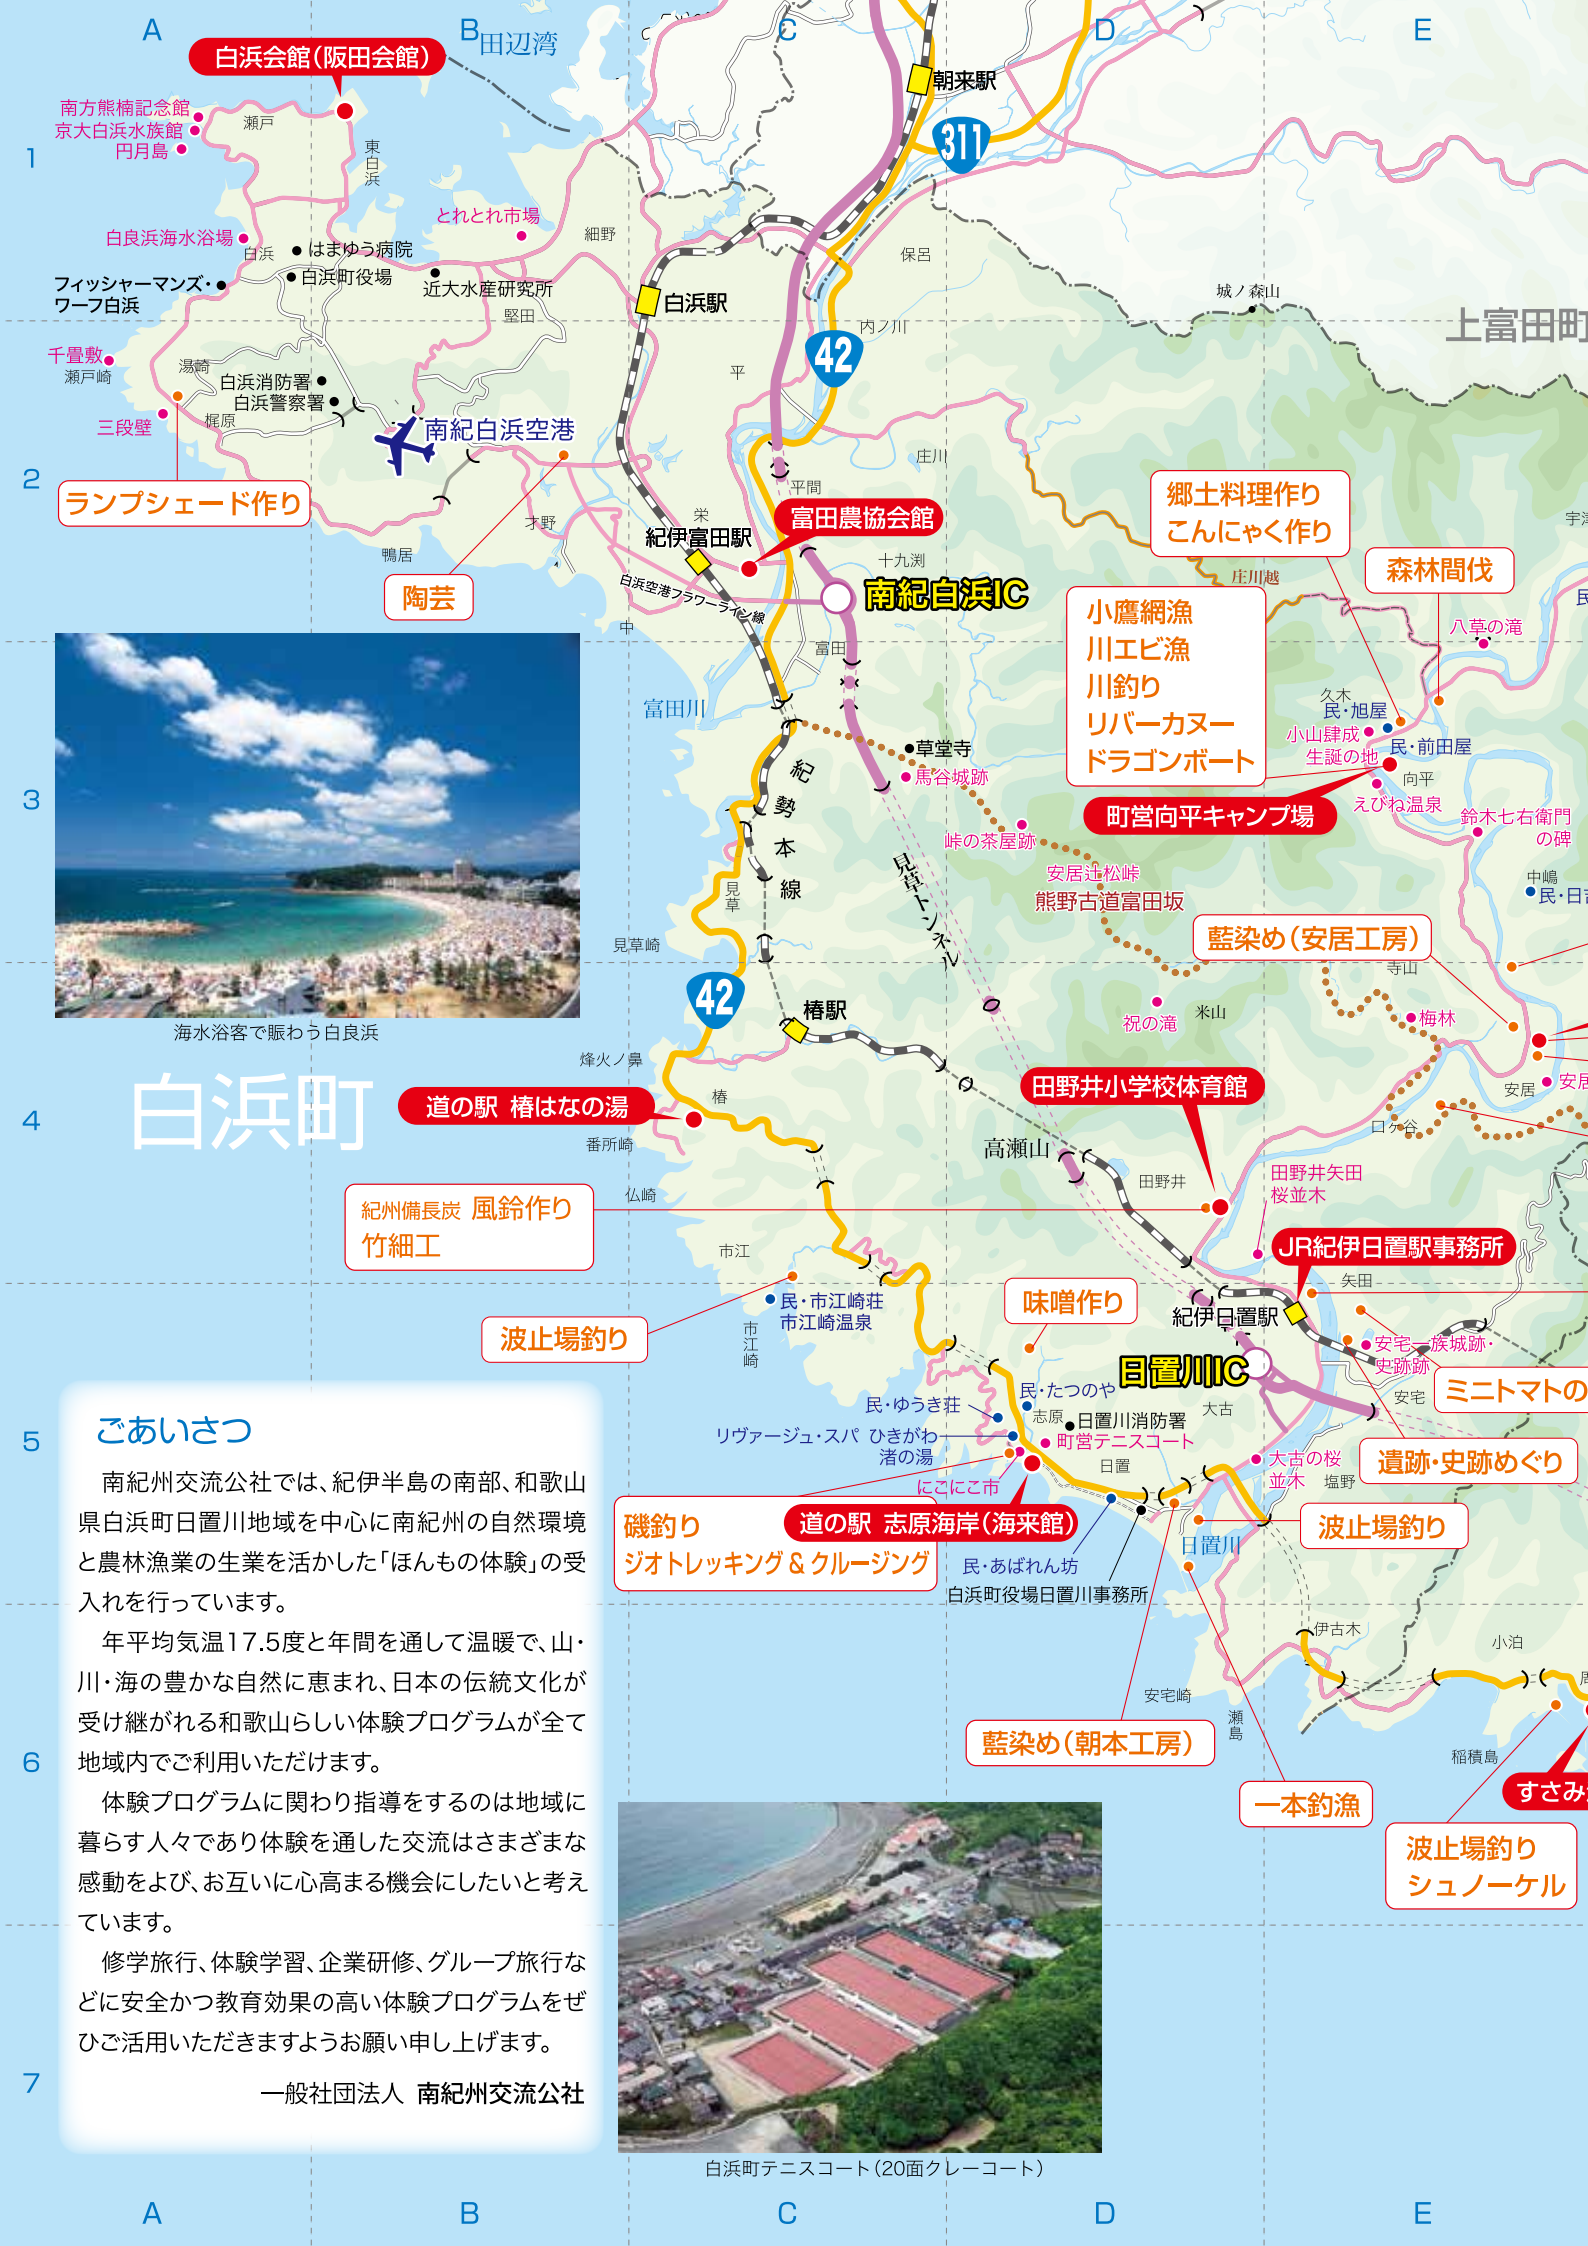 A
B
C
D
E
田辺湾
白浜会館(阪田会館)
朝来駅
南方熊楠記念館
瀬戸
京大白浜水族館
円月島
東白浜
311
1
とれとれ市場
白良浜海水浴場
白浜
はまゆう病院
細野
保呂
白浜町役場
近大水産研究所
フィッシャーマンズ・
ワーフ白浜
白浜駅
堅田
城ノ森山
内ノ川
上富田町
42
千畳敷
瀬戸崎
湯崎
白浜消防署
白浜警察署
平
三段壁
梶原
南紀白浜空港
庄川
2
平間
ランプシェード作り
郷土料理作り
こんにゃく作り
栄
富田農協会館
才野
紀伊富田駅
鴨居
十九渕
森林間伐
庄川越
白浜空港フラワーライン線
南紀白浜IC
陶芸
中
小鷹網漁
川エビ漁
川釣り
リバーカヌー
ドラゴンボート
八草の滝
富田
富田川
久木
民・旭屋
小山肆成
生誕の地
民・前田屋
草堂寺
馬谷城跡
向平
えびね温泉
3
紀勢本線
町営向平キャンプ場
鈴木七右衛門
の碑
峠の茶屋跡
見草トンネル
安居辻松峠
熊野古道富田坂
中嶋
見草
見草崎
藍染め(安居工房)
寺山
42
椿駅
祝の滝
米山
梅林
海水浴客で賑わう白良浜
烽火ノ鼻
白浜町
4
道の駅 椿はなの湯
椿
田野井小学校体育館
安居
口ヶ谷
番所崎
高瀬山
田野井
田野井矢田
桜並木
仏崎
紀州備長炭 風鈴作り
竹細工
市江
JR紀伊日置駅事務所
矢田
民・市江崎荘
市江崎温泉
味噌作り
紀伊日置駅
波止場釣り
市江崎
安宅一族城跡・
史跡跡
日置川IC
ミニトマトの
安宅
民・たつのや
民・ゆうき荘
志原
日置川消防署
大古
5
リヴァージュ・スパ ひきがわ
渚の湯
町営テニスコート
日置
にこにこ市
大古の桜
並木
塩野
遺跡・史跡めぐり
磯釣り
ジオトレッキング&クルージング
道の駅 志原海岸(海来館)
波止場釣り
日置川
民・あばれん坊
白浜町役場日置川事務所
伊古木
小泊
安宅崎
瀬島
藍染め(朝本工房)
稲積島
6
一本釣漁
波止場釣り
シュノーケル
ごあいさつ
南紀州交流公社では、紀伊半島の南部、和歌山
県白浜町日置川地域を中心に南紀州の自然環境
と農林漁業の生業を活かした「ほんもの体験」の受
入れを行っています。
年平均気温17.5度と年間を通して温暖で、山・
川・海の豊かな自然に恵まれ、日本の伝統文化が
受け継がれる和歌山らしい体験プログラムが全て
地域内でご利用いただけます。
体験プログラムに関わり指導をするのは地域に
暮らす人々であり体験を通した交流はさまざまな
感動をよび、お互いに心高まる機会にしたいと考え
ています。
修学旅行、体験学習、企業研修、グループ旅行な
どに安全かつ教育効果の高い体験プログラムをぜ
ひご活用いただきますようお願い申し上げます。
一般社団法人 南紀州交流公社
7
白浜町テニスコート(20面クレーコート)
A
B
C
D
E